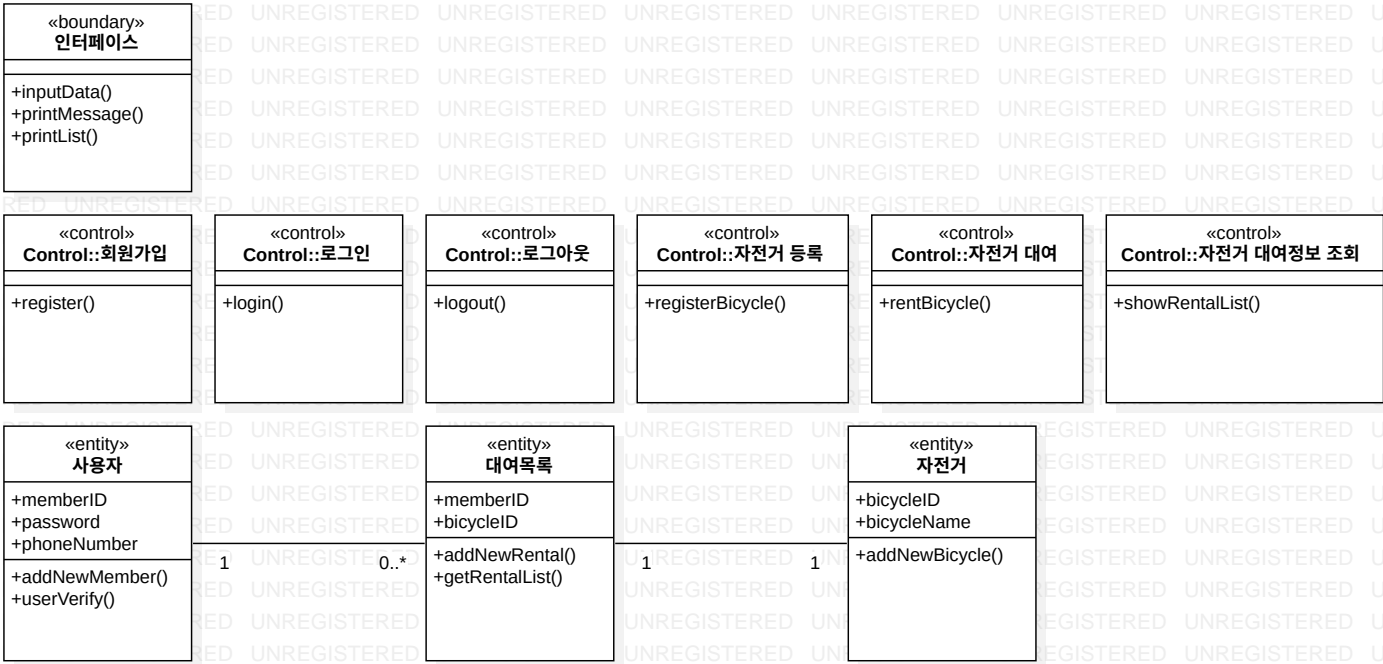 «boundary»
인터페이스
+inputData()
+printMessage()
+printList()
«control»
Control::회원가입
+register()
«control»
Control::로그인
+login()
«control»
Control::로그아웃
+logout()
«control»
Control::자전거 등록
+registerBicycle()
«control»
Control::자전거 대여
+rentBicycle()
«control»
Control::자전거 대여정보 조회
+showRentalList()
«entity»
사용자
+memberID
+password
+phoneNumber
+addNewMember()
+userVerify()
1
0..*
«entity»
대여목록
+memberID
+bicycleID
+addNewRental()
+getRentalList()
1
1
«entity»
자전거
+bicycleID
+bicycleName
+addNewBicycle()